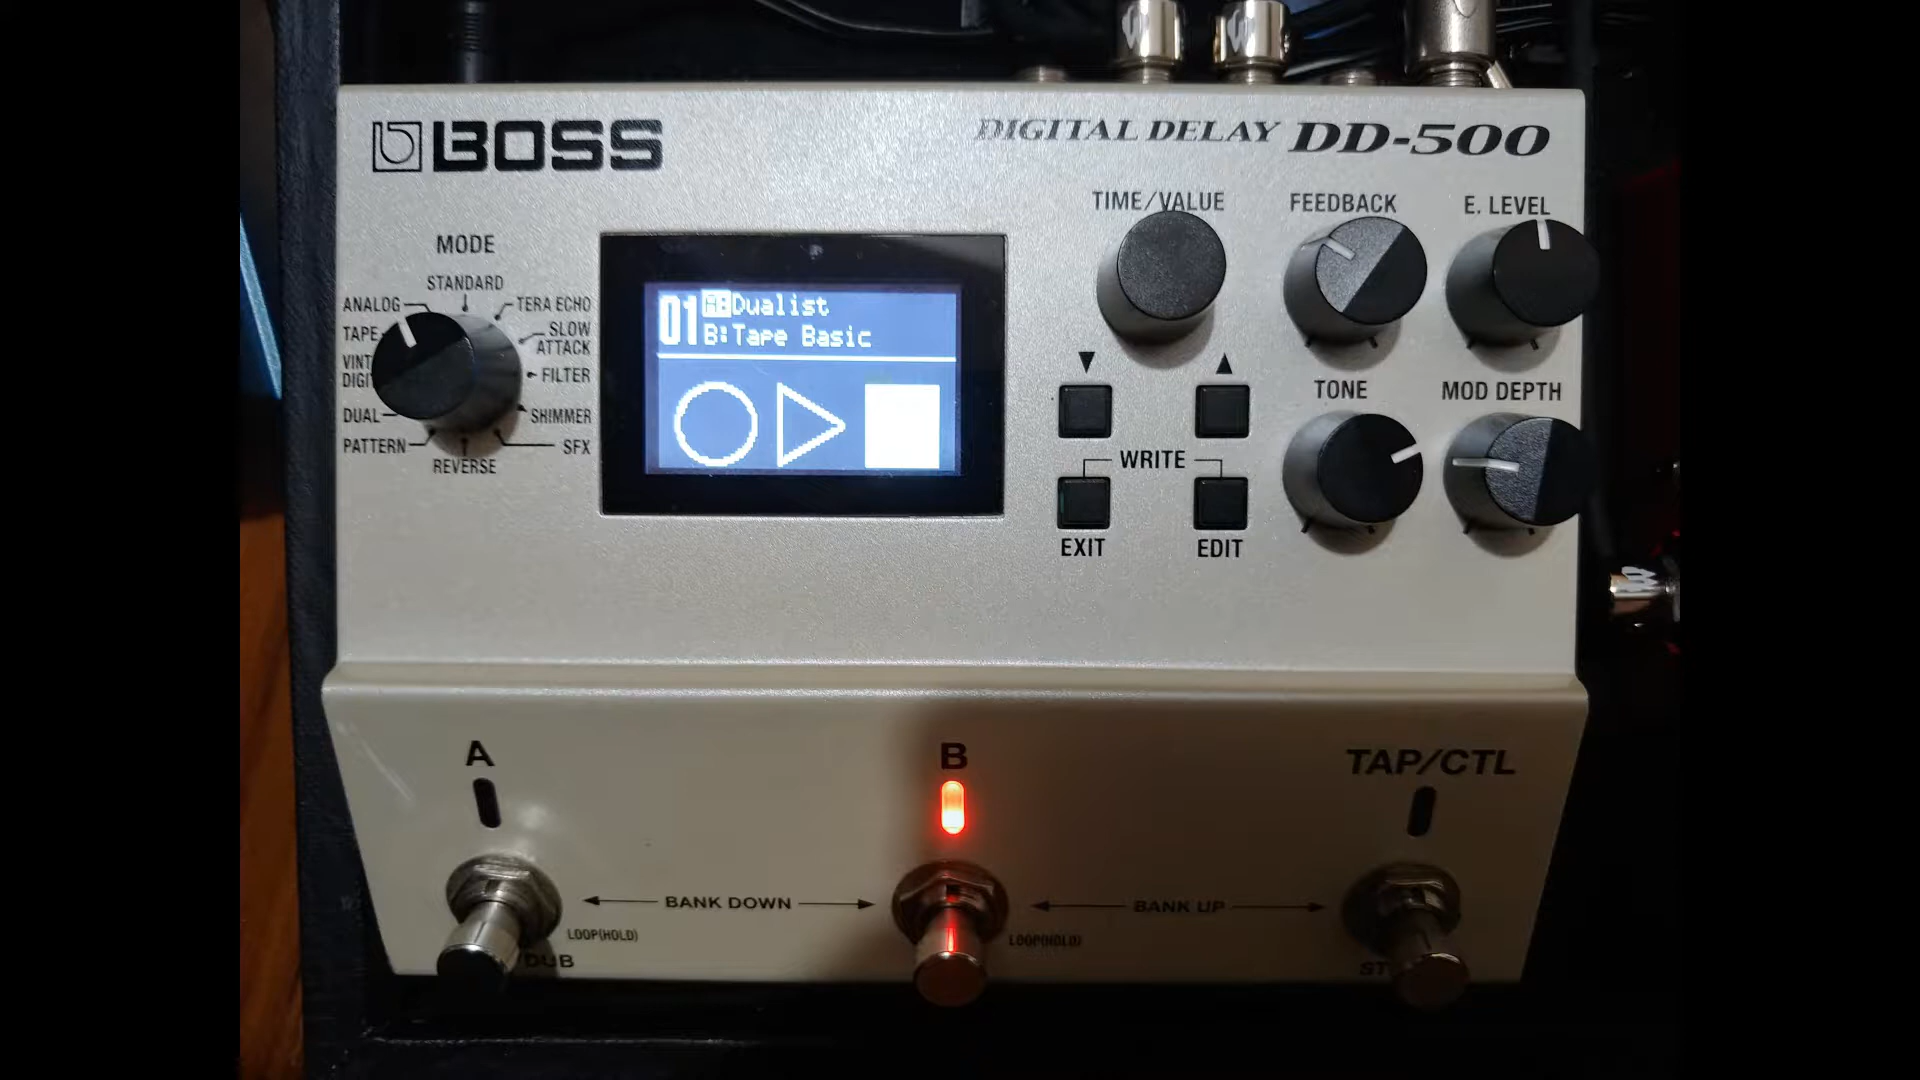 BOSS
DIGITAL DELAY DD-500
MODE
STANDARD
ANALOG
TERA ECHO
TAPE
SLOW
ATTACK
FILTER
DUAL
SHIMMER
PATTERN
SFX
REVERSE
01
A:Dualist
B:Tape Basic
TIME/VALUE
FEEDBACK
E. LEVEL
TONE
MOD DEPTH
WRITE
EXIT
EDIT
A
B
TAP/CTL
BANK DOWN
BANK UP
LOOP(HOLD)
LOOP(HOLD)
/DUB